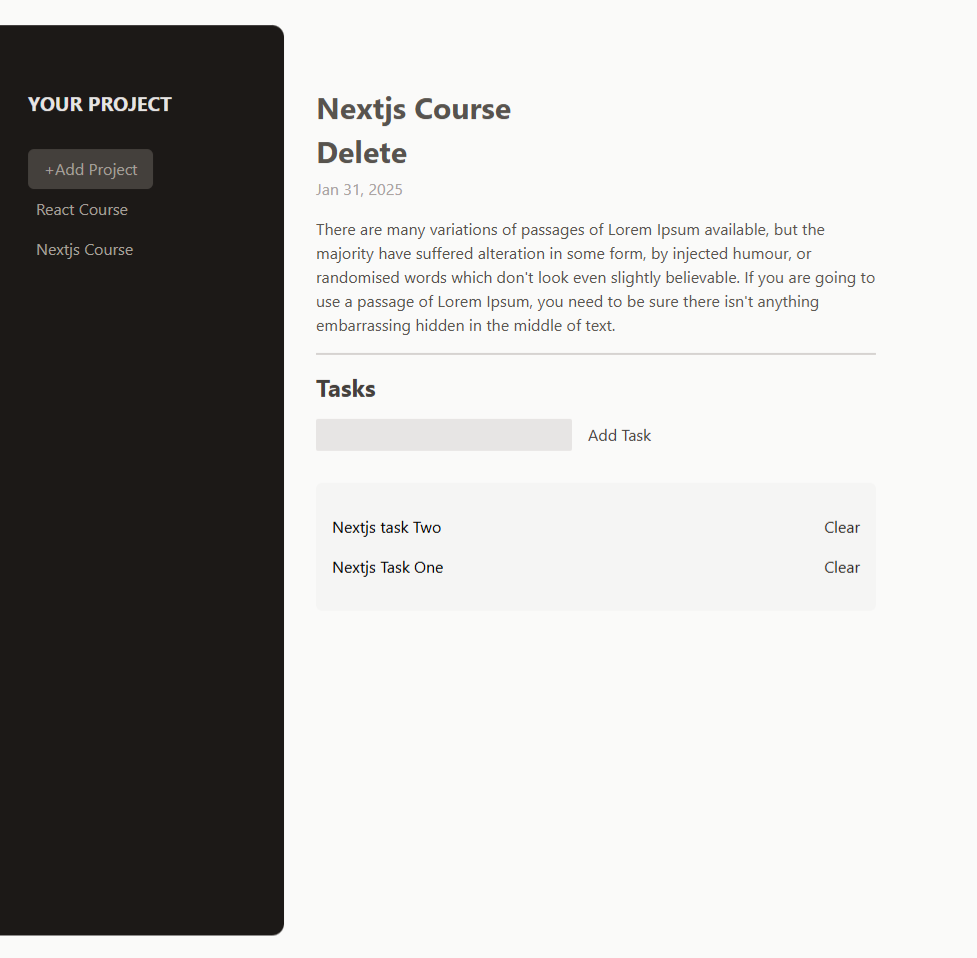 YOUR PROJECT
+Add Project
React Course
Nextjs Course
Nextjs Course
Delete
Jan 31, 2025
There are many variations of passages of Lorem Ipsum available, but the
majority have suffered alteration in some form, by injected humour, or
randomised words which don't look even slightly believable. If you are going to
use a passage of Lorem Ipsum, you need to be sure there isn't anything
embarrassing hidden in the middle of text.
Tasks
Add Task
Nextjs task Two Clear
Nextjs Task One Clear